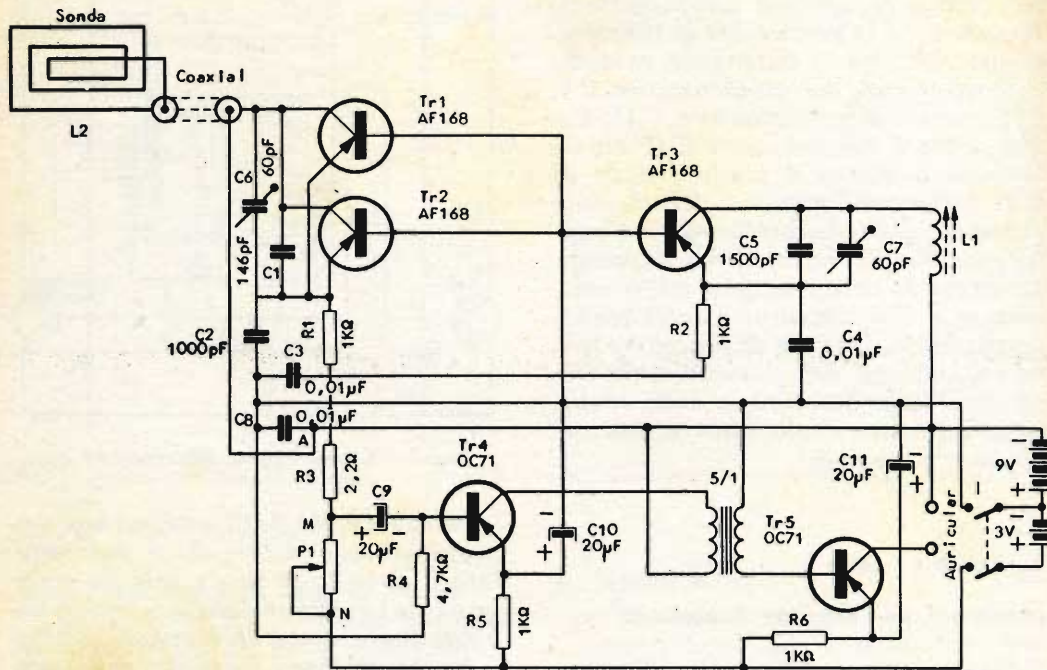 Sonda
Coaxial
L2
Tr1
AF168
C6
60pF
146pF
C1
Tr2
AF168
Tr3
AF168
C5
1500pF
C7
60pF
L1
C2
1000pF
R1
1KΩ
C3
0,01µF
R2
1KΩ
C4
0,01µF
C8
0,01µF
A
R3
2,2Ω
M
P1
N
C9
+ -
20µF
R4
4,7KΩ
Tr4
OC71
R5
1KΩ
-
+
C10
20µF
5/1
Tr5
OC71
C11
20µF
-
+
R6
1KΩ
Auricular
I
-
9V
+
-
3V
+